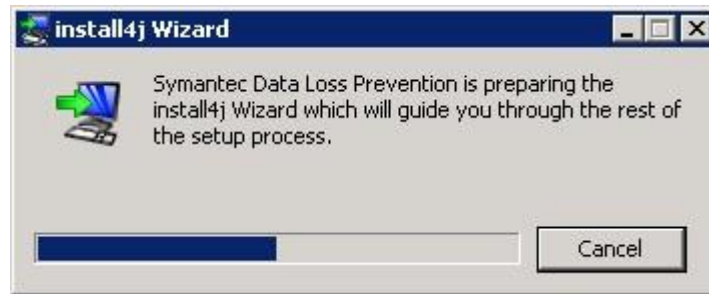 install4j Wizard
Symantec Data Loss Prevention is preparing the
install4j Wizard which will guide you through the rest of
the setup process.
Cancel